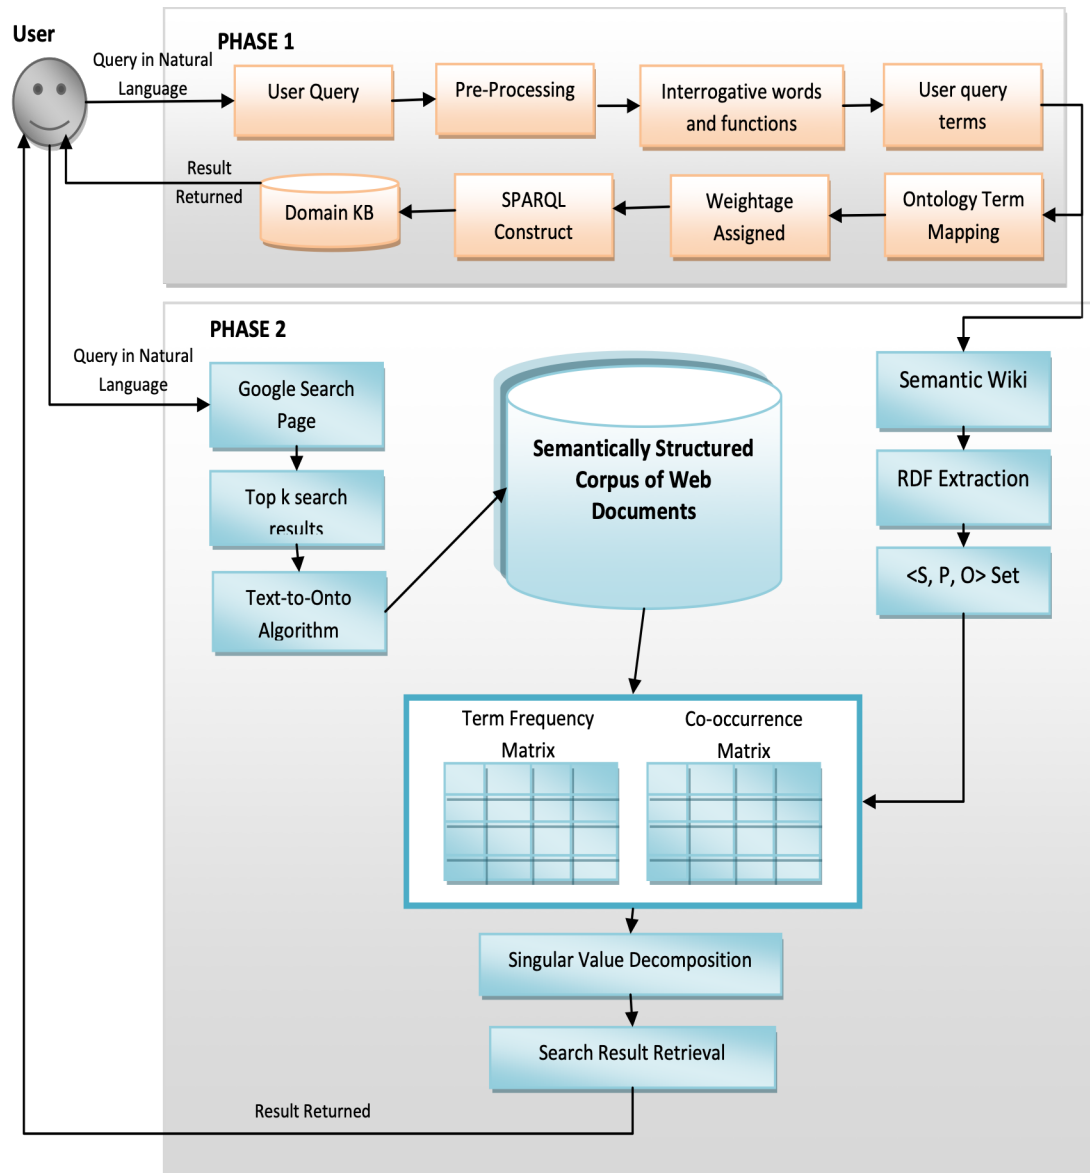 User
PHASE 1
Query in Natural
Language
User Query
Pre-Processing
Interrogative words
and functions
User query
terms
Result
Returned
Domain KB
SPARQL
Construct
Weightage
Assigned
Ontology Term
Mapping
PHASE 2
Query in Natural
Language
Google Search
Page
Top k search
results
Text-to-Onto
Algorithm
Semantically Structured
Corpus of Web
Documents
Semantic Wiki
RDF Extraction
<S, P, O> Set
Term Frequency
Matrix
Co-occurrence
Matrix
Singular Value Decomposition
Search Result Retrieval
Result Returned